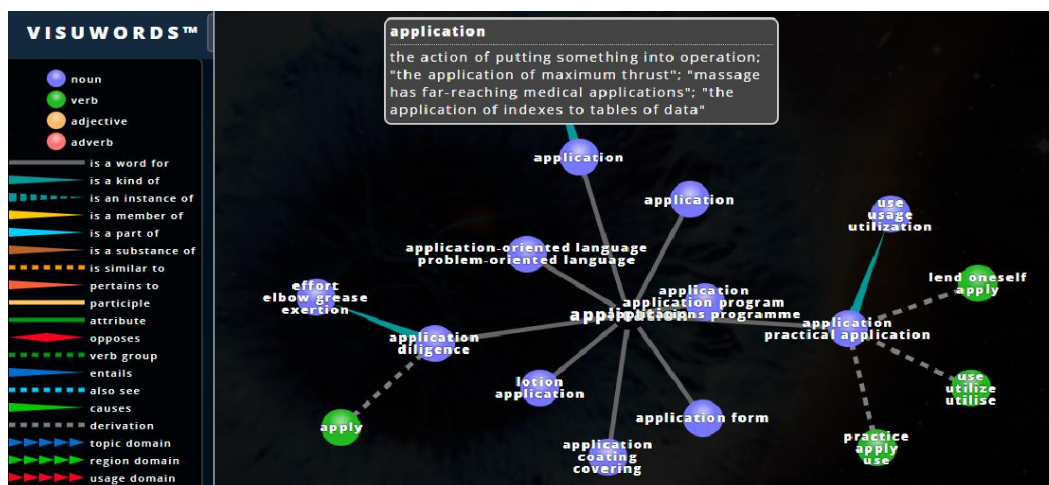 VISUWORDS™
noun
verb
adjective
adverb
is a word for
is a kind of
is an instance of
is a member of
is a part of
is a substance of
is similar to
pertains to
participle
attribute
opposes
verb group
entails
also see
causes
derivation
topic domain
region domain
usage domain
application
the action of putting something into operation;
"the application of maximum thrust"; "massage
has far-reaching medical applications"; "the
application of indexes to tables of data"
application
application
use
usage
utilization
application-oriented language
problem-oriented language
lend oneself
apply
effort
elbow grease
exertion
application
application program
applications programme
application
application
practical application
application
diligence
lotion
application
use
utilize
utilise
application form
apply
application
coating
covering
practice
apply
use